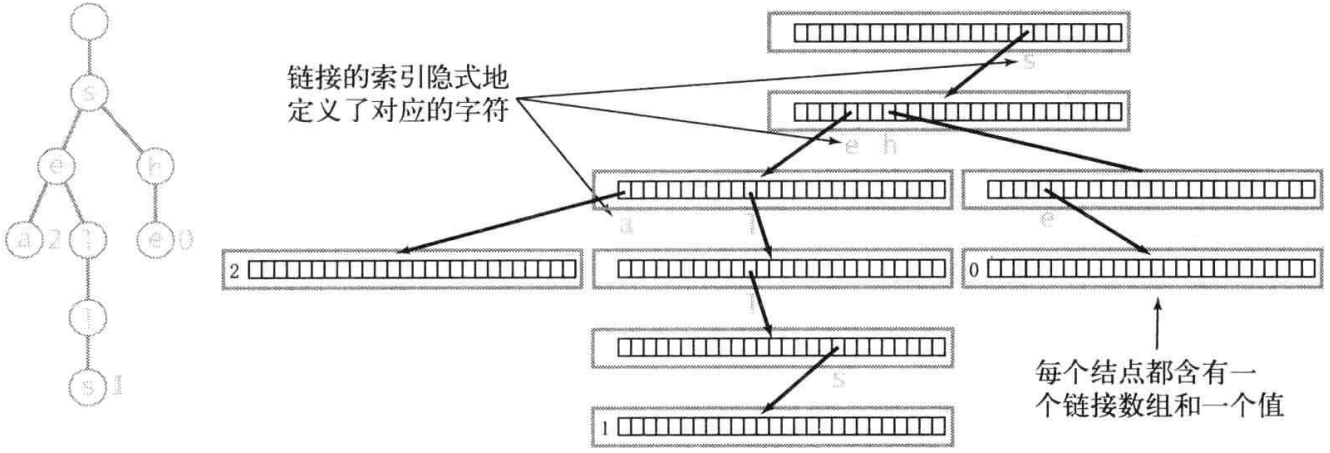 s
链接的索引隐式地
定义了对应的字符
s
e h
e h
a l
e
a 2 l e 0
2
0
l
l
s
每个结点都含有一
个链接数组和一个值
s 1
1